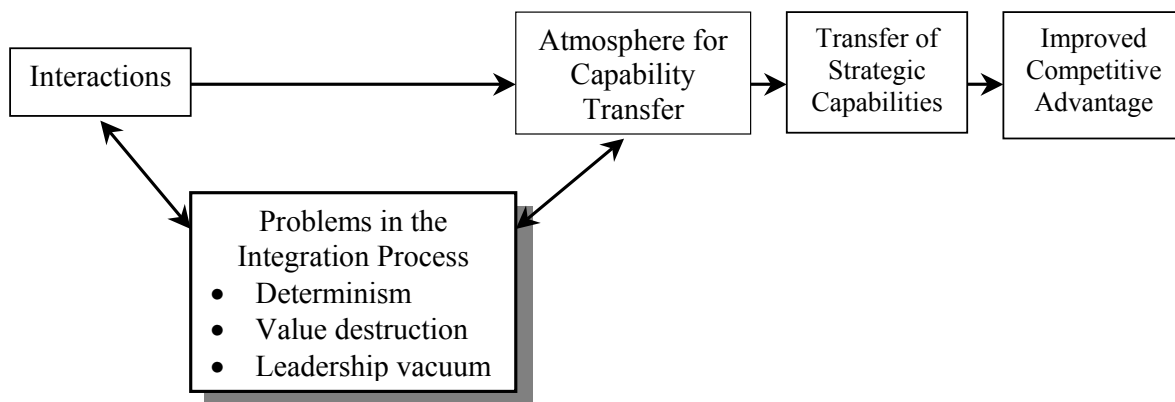 Interactions
Atmosphere for
Capability
Transfer
Transfer of
Strategic
Capabilities
Improved
Competitive
Advantage
Problems in the
Integration Process
• Determinism
• Value destruction
• Leadership vacuum